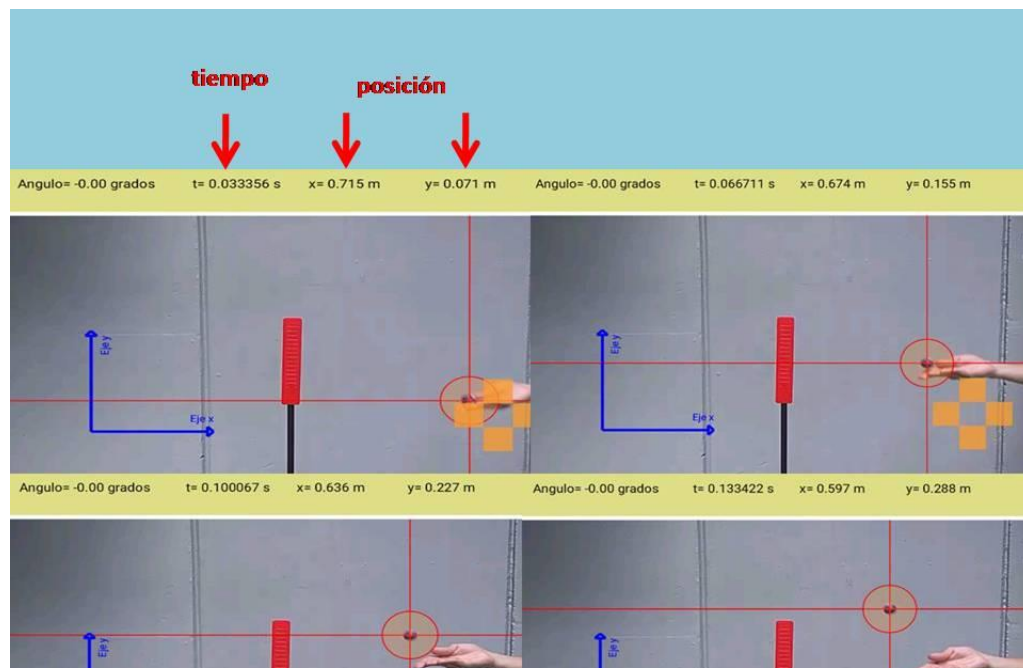 tiempo
posición
Angulo= -0.00 grados t= 0.033356 s x= 0.715 m y= 0.071 m
Angulo= -0.00 grados t= 0.066711 s x= 0.674 m y= 0.155 m
Eje y
Eje x
Eje y
Eje x
Angulo= -0.00 grados t= 0.100067 s x= 0.636 m y= 0.227 m
Angulo= -0.00 grados t= 0.133422 s x= 0.597 m y= 0.288 m
Eje y
Eje y